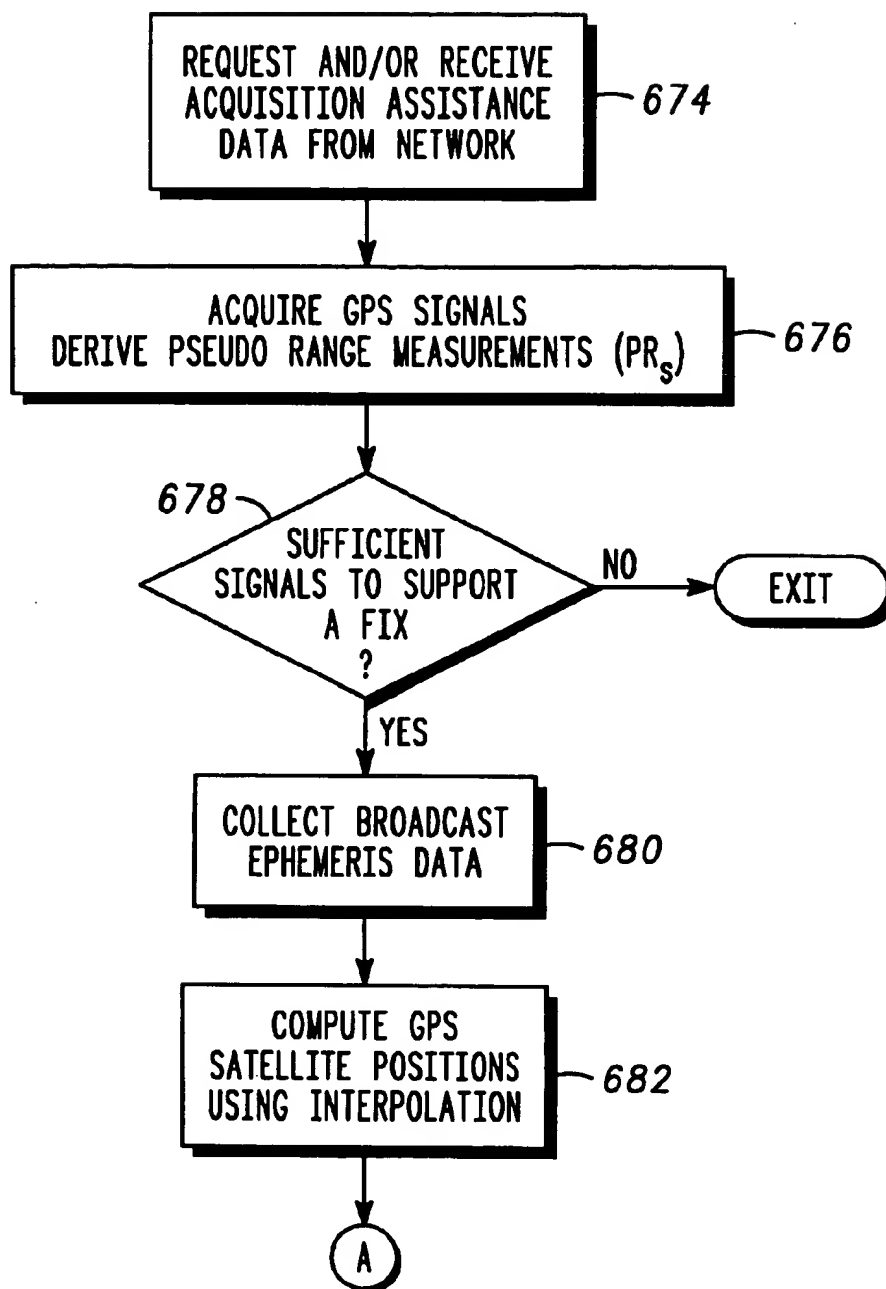 REQUEST AND/OR RECEIVE
ACQUISITION ASSISTANCE
DATA FROM NETWORK
674
ACQUIRE GPS SIGNALS
DERIVE PSEUDO RANGE MEASUREMENTS (PRS)
676
678
SUFFICIENT
SIGNALS TO SUPPORT
A FIX
?
NO
EXIT
YES
COLLECT BROADCAST
EPHEMERIS DATA
680
COMPUTE GPS
SATELLITE POSITIONS
USING INTERPOLATION
682
A